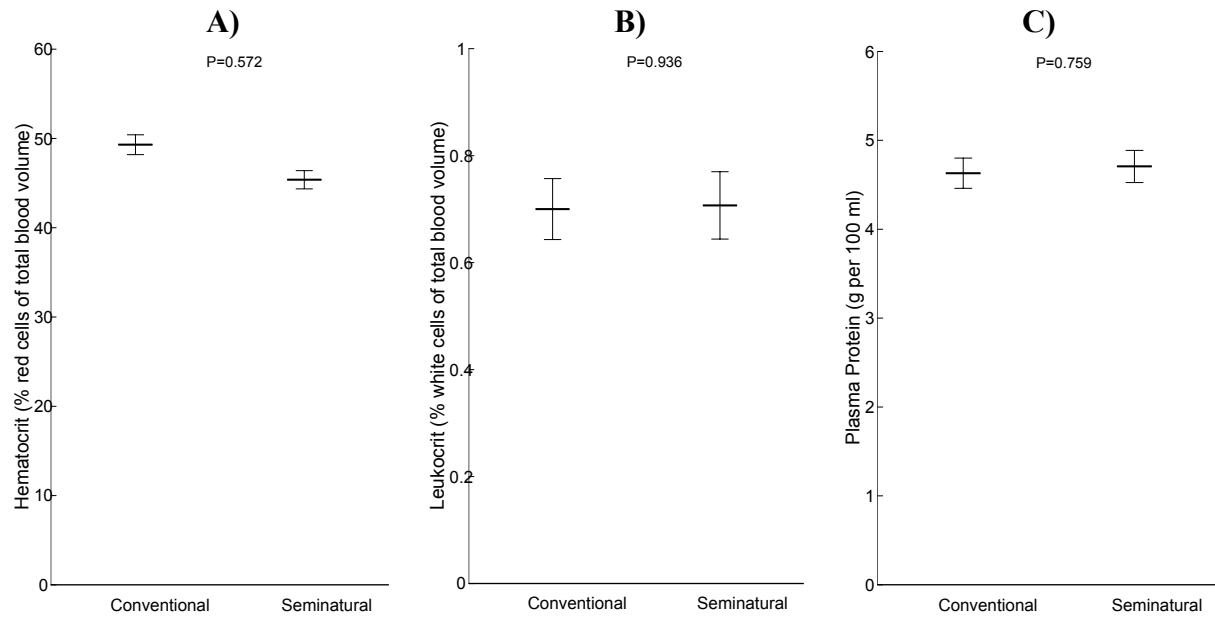 A)
P=0.572
Hematocrit (% red cells of total blood volume)
60
50
40
30
20
10
0
Conventional Seminatural
B)
P=0.936
Leukocrit (% white cells of total blood volume)
1
0.8
0.6
0.4
0.2
0
Conventional Seminatural
C)
P=0.759
Plasma Protein (g per 100 ml)
6
5
4
3
2
1
0
Conventional Seminatural